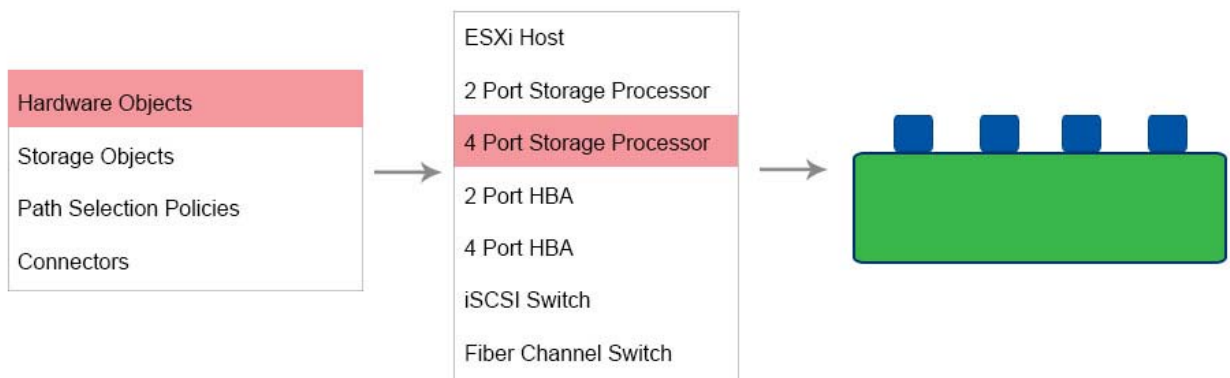 Hardware Objects
Storage Objects
Path Selection Policies
Connectors
ESXi Host
2 Port Storage Processor
4 Port Storage Processor
2 Port HBA
4 Port HBA
iSCSI Switch
Fiber Channel Switch